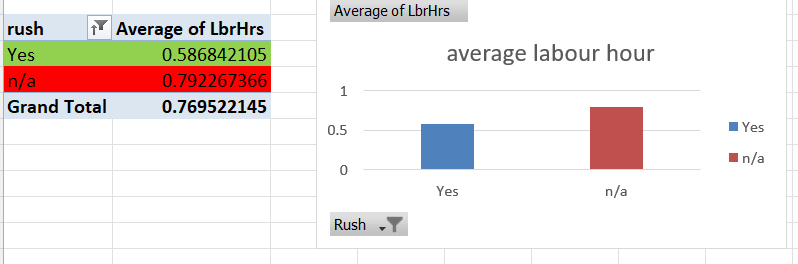 rush Average of LbrHrs
Yes 0.586842105
n/a 0.792267366
Grand Total 0.769522145
Average of LbrHrs
average labour hour
1
0.5
0
Yes n/a
Yes
n/a
Rush